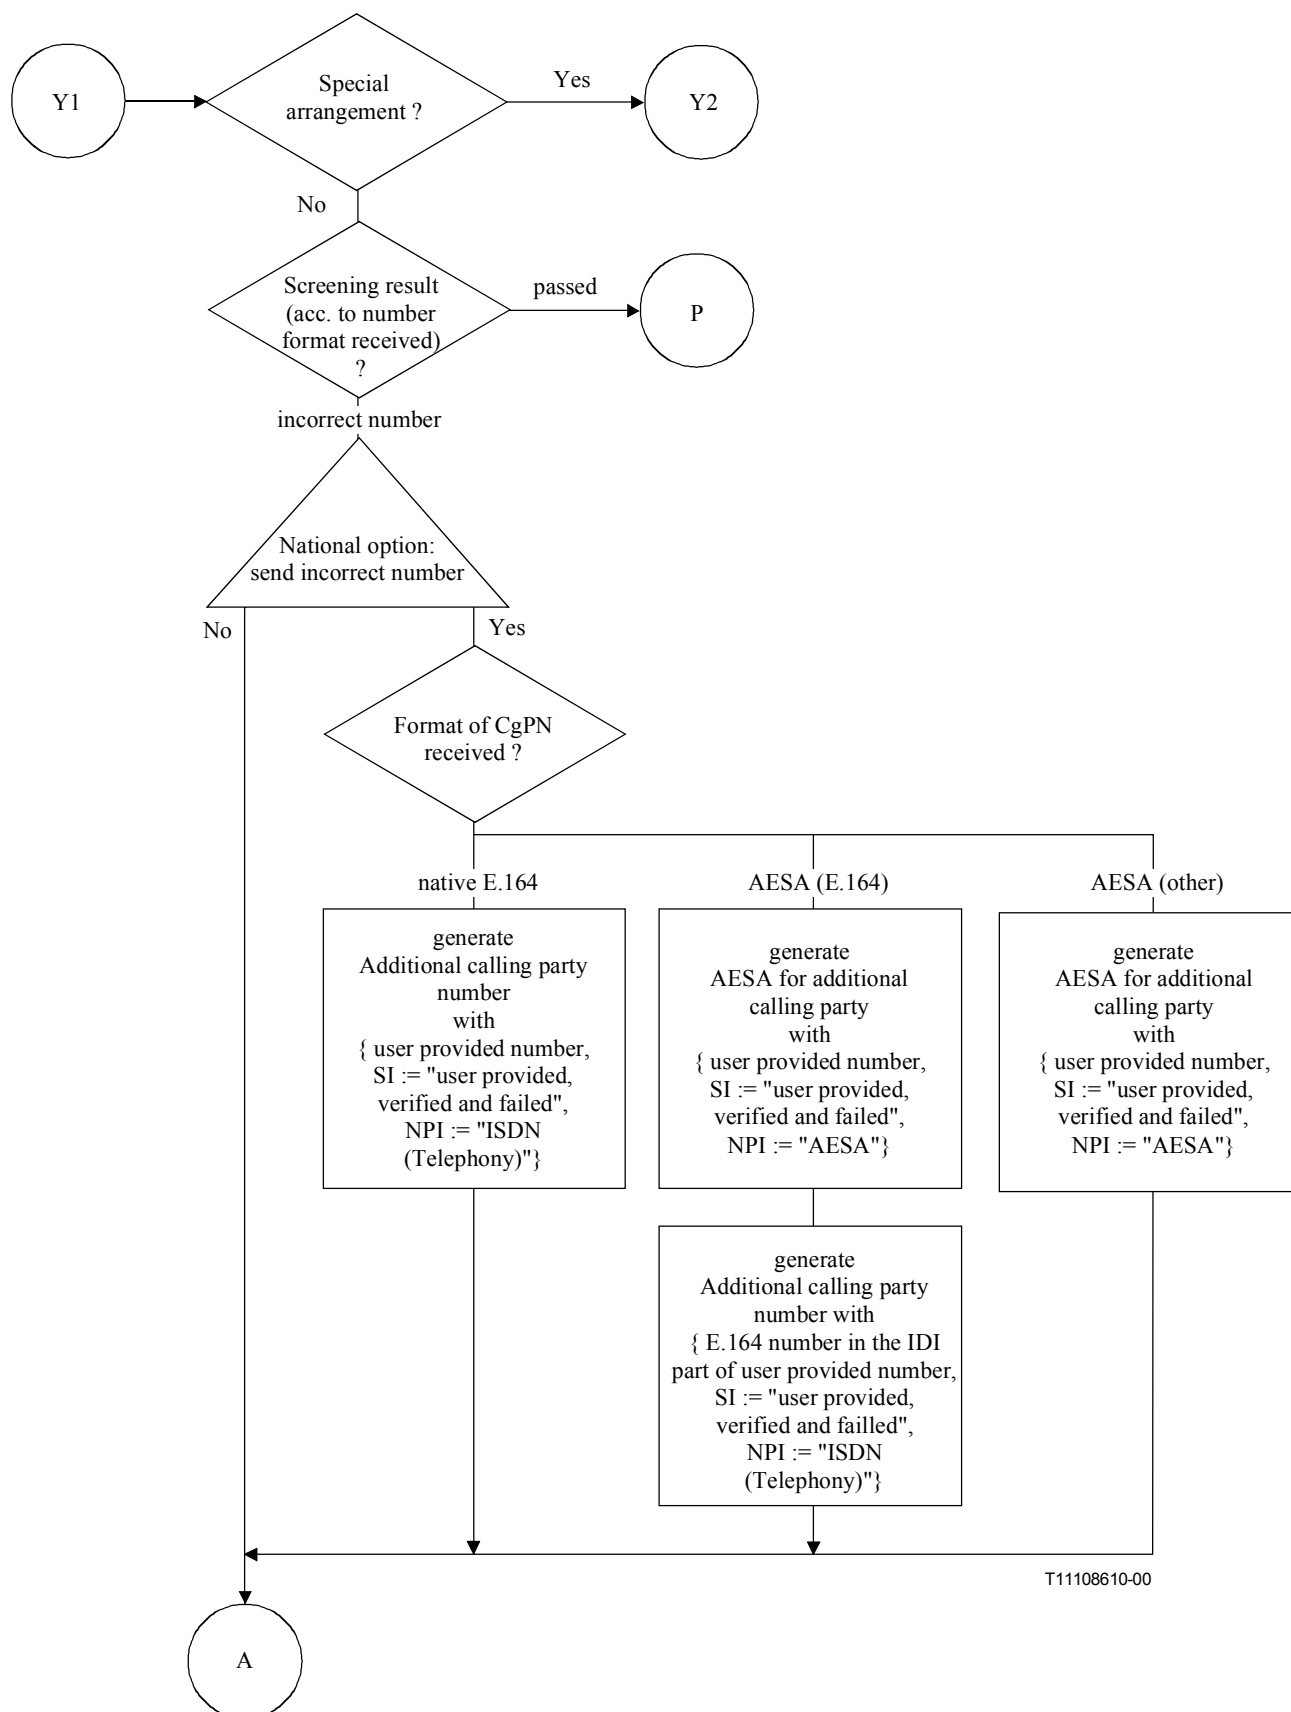 Y1
Special
arrangement ?
Yes
Y2
No
Screening result
(acc. to number
format received)
?
passed
P
incorrect number
National option:
send incorrect number
No
Yes
Format of CgPN
received ?
native E.164
AESA (E.164)
AESA (other)
generate
Additional calling party
number
with
{ user provided number,
SI := "user provided,
verified and failed",
NPI := "ISDN
(Telephony)"}
generate
AESA for additional
calling party
with
{ user provided number,
SI := "user provided,
verified and failed",
NPI := "AESA"}
generate
AESA for additional
calling party
with
{ user provided number,
SI := "user provided,
verified and failed",
NPI := "AESA"}
generate
Additional calling party
number with
{ E.164 number in the IDI
part of user provided number,
SI := "user provided,
verified and failled",
NPI := "ISDN
(Telephony)"}
T11108610-00
A